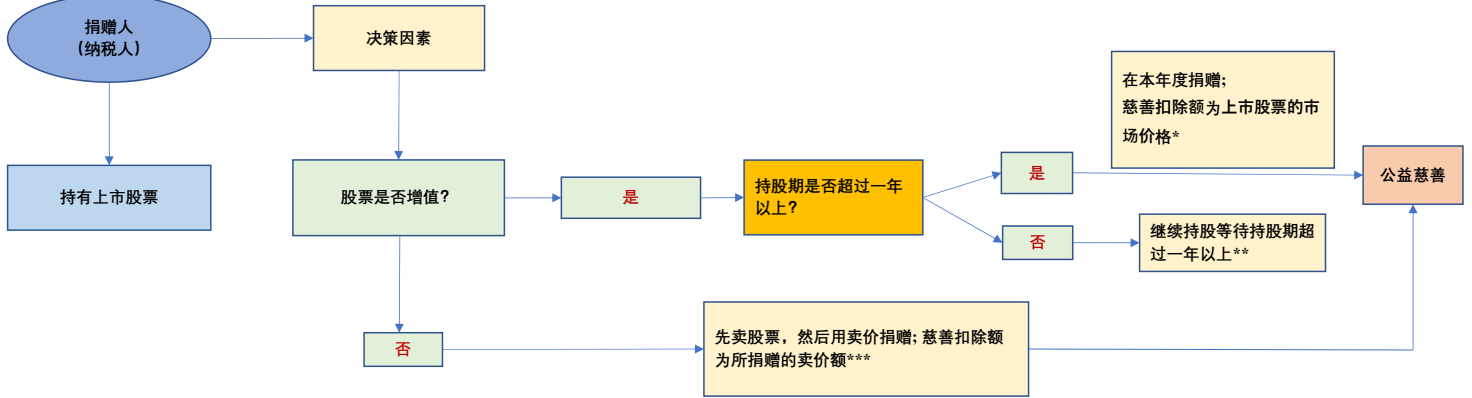 捐赠人
（纳税人）
决策因素
持有上市股票
股票是否增值？
是
持股期是否超过一年
以上？
是
在本年度捐赠；
慈善扣除额为上市股票的市
场价格*
公益慈善
否
继续持股等待持股期超
过一年以上**
否
先卖股票，然后用卖价捐赠；慈善扣除额
为所捐赠的卖价额***